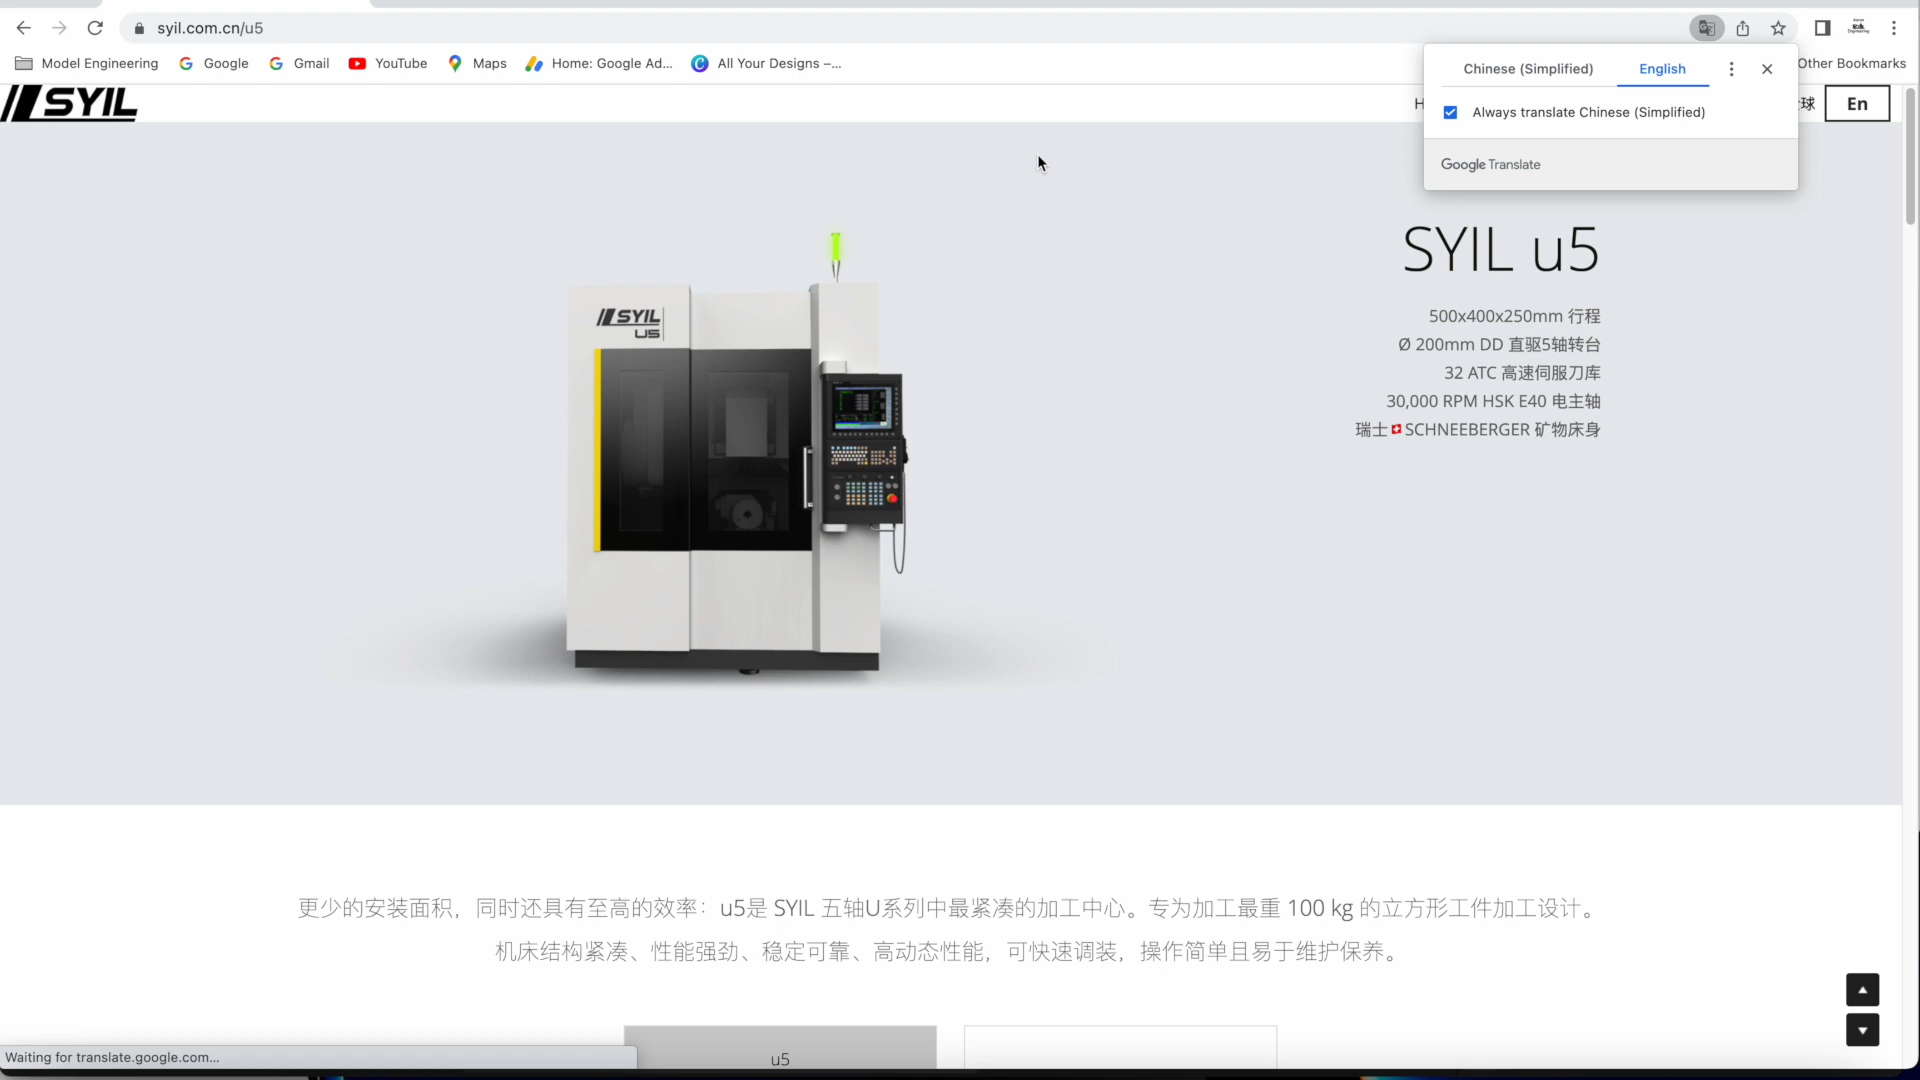 syil.com.cn/u5
Model Engineering
Google
Gmail
YouTube
Maps
Home: Google Ad...
All Your Designs –...
Other Bookmarks
Chinese (Simplified)
English
Always translate Chinese (Simplified)
Google Translate
SYIL
球
En
SYIL
U5
SYIL u5
500x400x250mm 行程
Ø 200mm DD 直驱5轴转台
32 ATC 高速伺服刀库
30,000 RPM HSK E40 电主轴
瑞士🇨🇭SCHNEEBERGER 矿物床身
更少的安装面积，同时还具有至高的效率：u5是 SYIL 五轴U系列中最紧凑的加工中心。专为加工最重 100 kg 的立方形工件加工设计。
机床结构紧凑、性能强劲、稳定可靠、高动态性能，可快速调装，操作简单且易于维护保养。
u5
Waiting for translate.google.com...